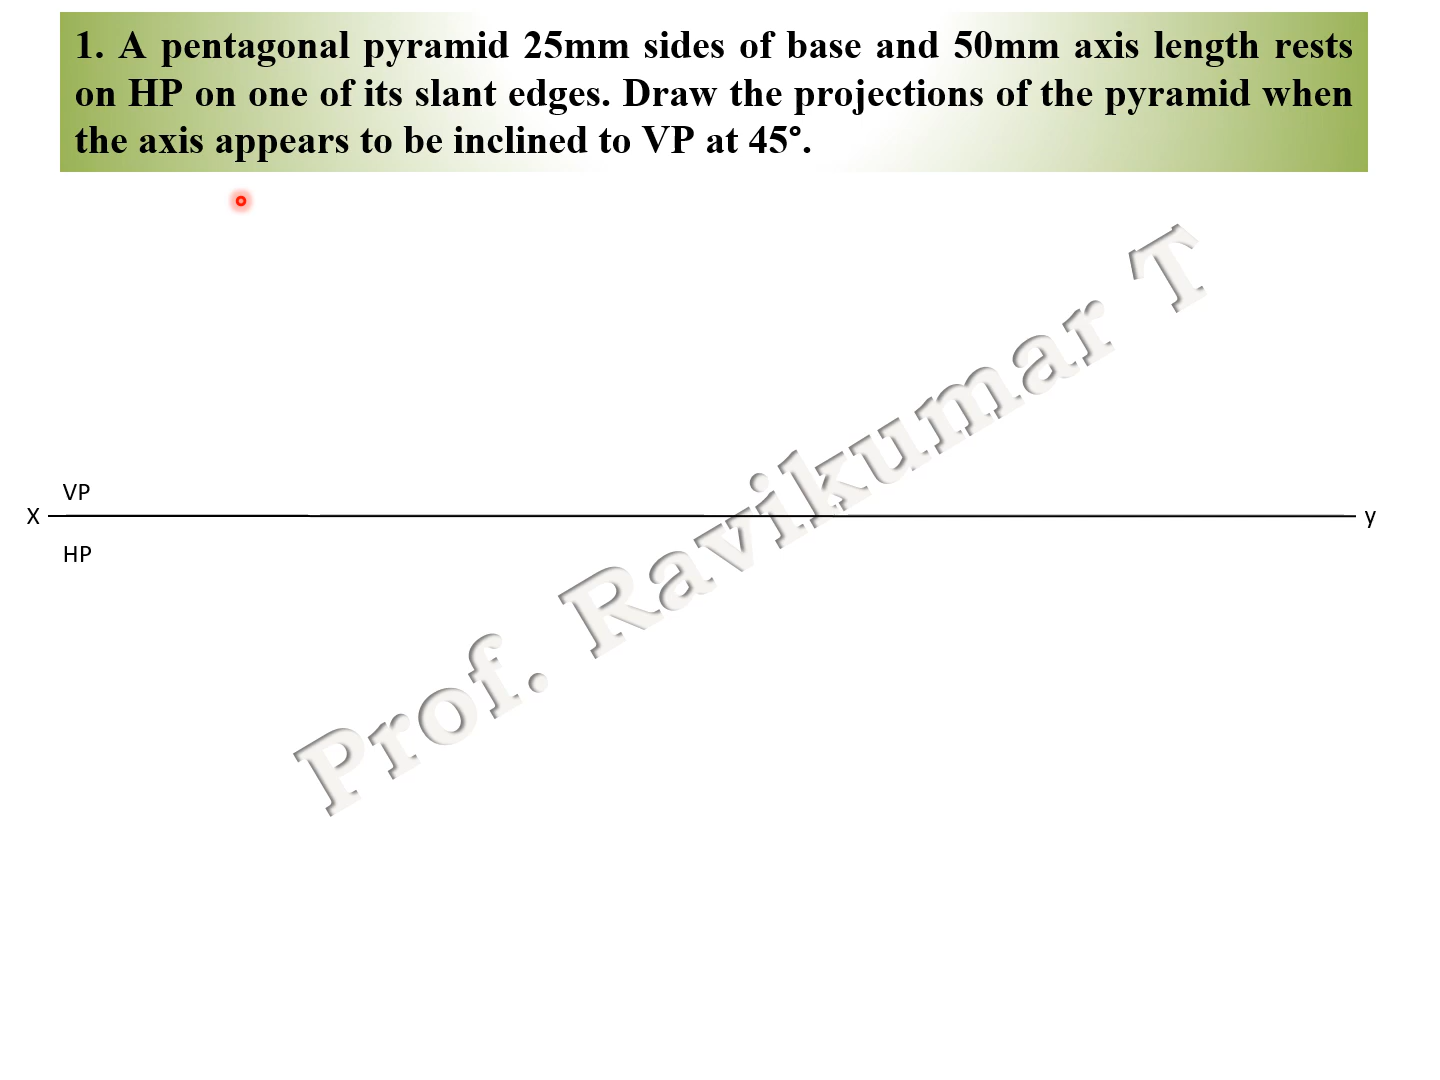 1. A pentagonal pyramid 25mm sides of base and 50mm axis length rests
on HP on one of its slant edges. Draw the projections of the pyramid when
the axis appears to be inclined to VP at 45°.
VP
X y
HP
Prof. Ravikumar T